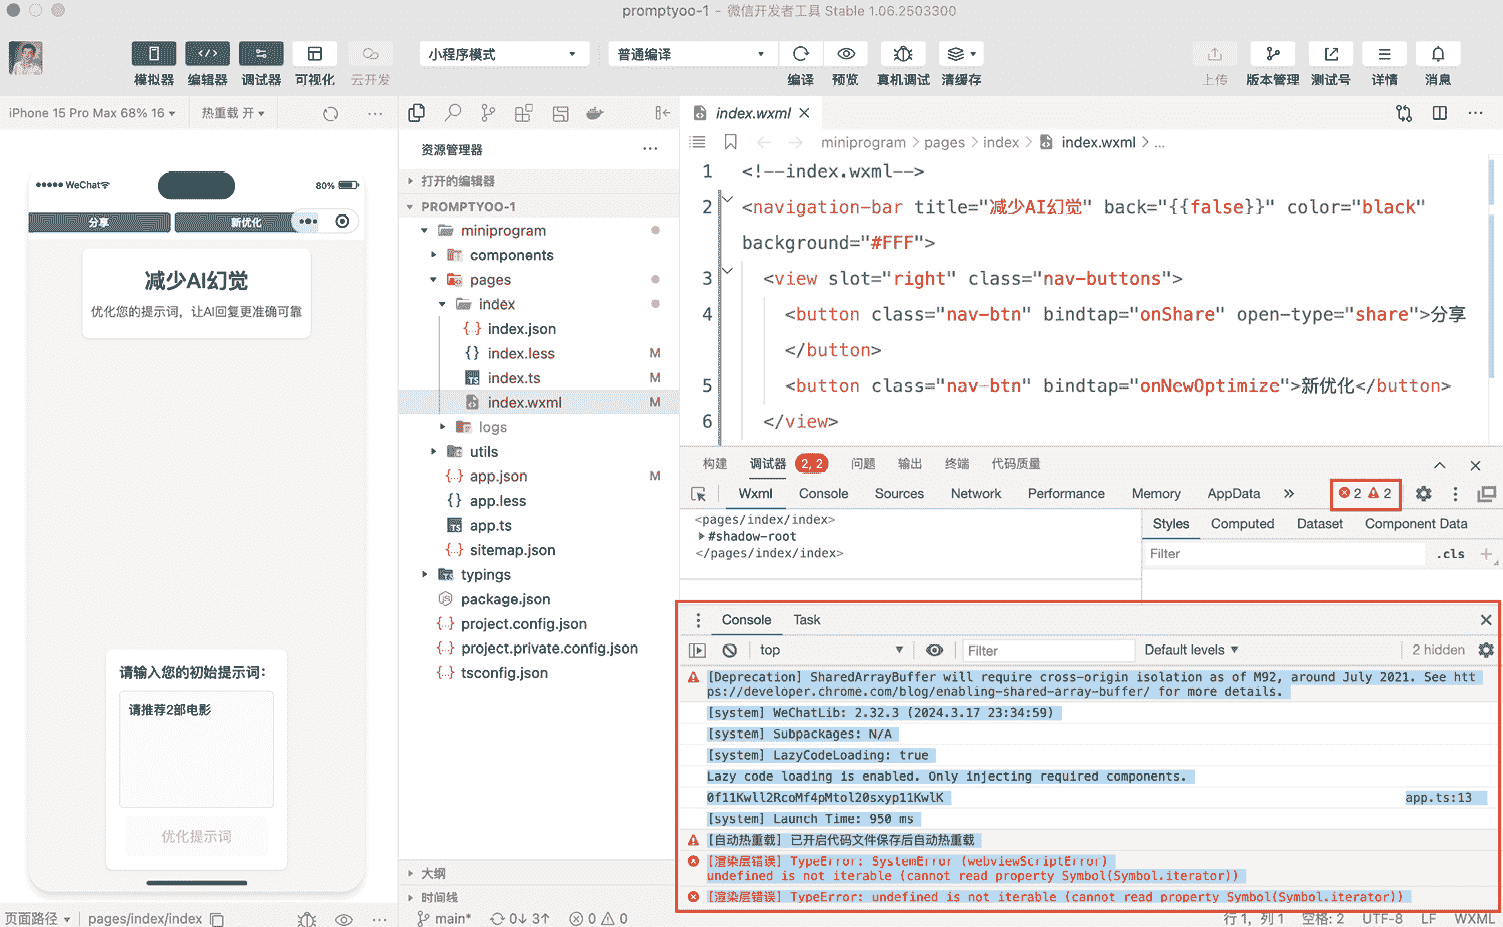 promptyoo-1 - 微信开发者工具 Stable 1.06.2503300
模拟器 编辑器 调试器 可视化 云开发
小程序模式
普通编译
编译 预览 真机调试 清缓存
上传 版本管理 测试号 详情 消息
iPhone 15 Pro Max 68% 16
热重载 开
WeChat
80%
分享
新优化
减少AI幻觉
优化您的提示词，让AI回复更准确可靠
请输入您的初始提示词：
请推荐2部电影
优化提示词
页面路径
pages/index/index
资源管理器
打开的编辑器
PROMPTYOO-1
miniprogram
components
pages
index
index.json
index.less M
index.ts M
index.wxml M
logs
utils
app.json M
app.less
app.ts
sitemap.json
typings
package.json
project.config.json
project.private.config.json
tsconfig.json
大纲
时间线
main* 0↓ 3↑ 0 0
index.wxml
miniprogram > pages > index > index.wxml > ...
1 <!--index.wxml-->
2 <navigation-bar title="减少AI幻觉" back="{{false}}" color="black"
background="#FFF">
3 <view slot="right" class="nav-buttons">
4 <button class="nav-btn" bindtap="onShare" open-type="share">分享
</button>
5 <button class="nav-btn" bindtap="onNewOptimize">新优化</button>
6 </view>
构建 调试器 2, 2 问题 输出 终端 代码质量
Wxml Console Sources Network Performance Memory AppData » 2 2
<pages/index/index>
#shadow-root
</pages/index/index>
Styles Computed Dataset Component Data
Filter .cls +
Console Task
top Filter Default levels 2 hidden
[Deprecation] SharedArrayBuffer will require cross-origin isolation as of M92, around July 2021. See htt
ps://developer.chrome.com/blog/enabling-shared-array-buffer/ for more details.
[system] WeChatLib: 2.32.3 (2024.3.17 23:34:59)
[system] Subpackages: N/A
[system] LazyCodeLoading: true
Lazy code loading is enabled. Only injecting required components.
0f11Kwll2RcoMf4pMtol20sxyp11KwlK app.ts:13
[system] Launch Time: 950 ms
[自动热重载] 已开启代码文件保存后自动热重载
[渲染层错误] TypeError: SystemError (webviewScriptError)
undefined is not iterable (cannot read property Symbol(Symbol.iterator))
[渲染层错误] TypeError: undefined is not iterable (cannot read property Symbol(Symbol.iterator))
行 1，列 1 空格: 2 UTF-8 LF WXML